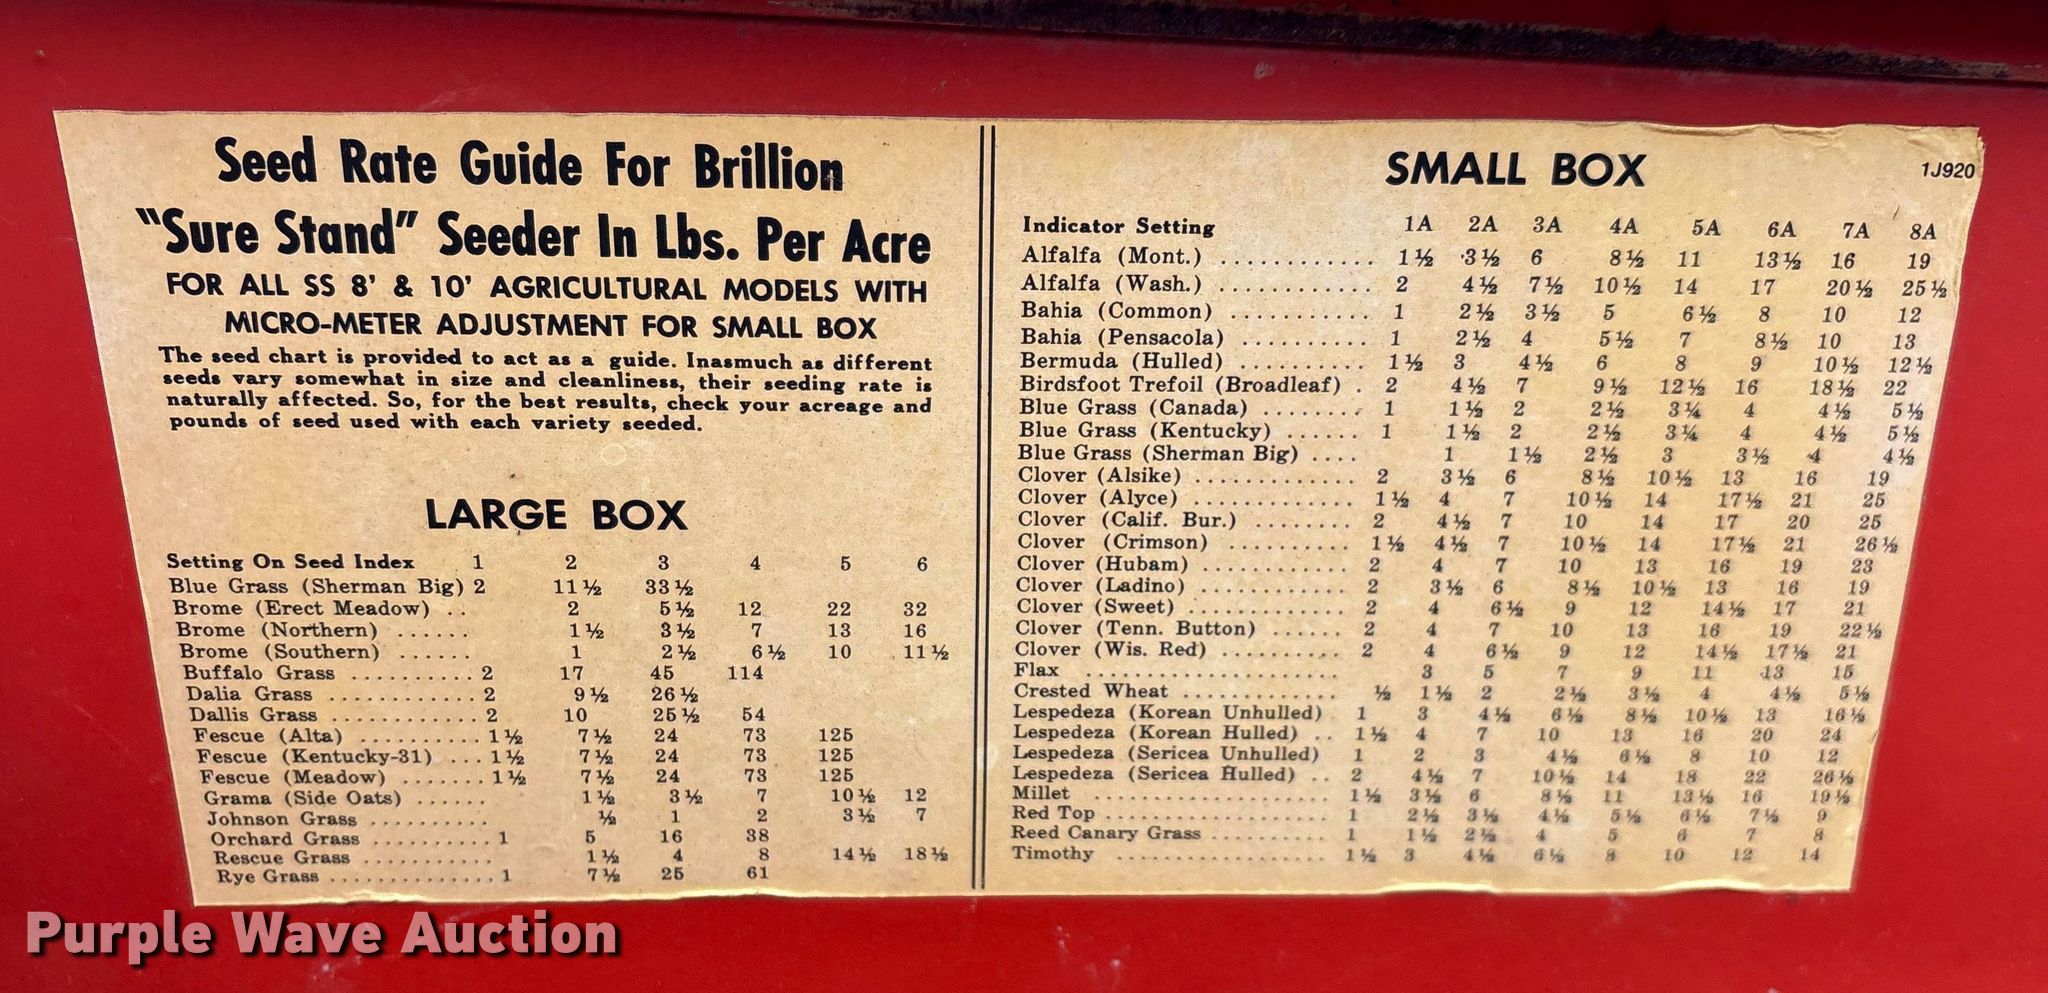 Seed Rate Guide For Brillion
"Sure Stand" Seeder In Lbs. Per Acre
FOR ALL SS 8' & 10' AGRICULTURAL MODELS WITH
MICRO-METER ADJUSTMENT FOR SMALL BOX
The seed chart is provided to act as a guide. Inasmuch as different
seeds vary somewhat in size and cleanliness, their seeding rate is
naturally affected. So, for the best results, check your acreage and
pounds of seed used with each variety seeded.
LARGE BOX
Setting On Seed Index 1 2 3 4 5 6
Blue Grass (Sherman Big) 2 11½ 33½
Brome (Erect Meadow) .. 2 5½ 12 22 32
Brome (Northern) ...... 1½ 3½ 7 13 16
Brome (Southern) ...... 1 2½ 6½ 10 11½
Buffalo Grass .......... 2 17 45 114
Dalia Grass ............ 2 9½ 26½
Dallis Grass ............ 2 10 25½ 54
Fescue (Alta) .......... 1½ 7½ 24 73 125
Fescue (Kentucky-31) ... 1½ 7½ 24 73 125
Fescue (Meadow) ....... 1½ 7½ 24 73 125
Grama (Side Oats) ...... 1½ 3½ 7 10½ 12
Johnson Grass .......... ½ 1 2 3½ 7
Orchard Grass .......... 1 5 16 38
Rescue Grass ........... 1½ 4 8 14½ 18½
Rye Grass .............. 1 7½ 25 61
SMALL BOX
1J920
Indicator Setting 1A 2A 3A 4A 5A 6A 7A 8A
Alfalfa (Mont.) ............ 1½ 3½ 6 8½ 11 13½ 16 19
Alfalfa (Wash.) ............ 2 4½ 7½ 10½ 14 17 20½ 25½
Bahia (Common) ........... 1 2½ 3½ 5 6½ 8 10 12
Bahia (Pensacola) .......... 1 2½ 4 5½ 7 8½ 10 13
Bermuda (Hulled) .......... 1½ 3 4½ 6 8 9 10½ 12½
Birdsfoot Trefoil (Broadleaf) . 2 4½ 7 9½ 12½ 16 18½ 22
Blue Grass (Canada) ........ 1 1½ 2 2½ 3¼ 4 4½ 5½
Blue Grass (Kentucky) ...... 1 1½ 2 2½ 3¼ 4 4½ 5½
Blue Grass (Sherman Big) .... 1 1½ 2½ 3 3½ 4 4½
Clover (Alsike) ............. 2 3½ 6 8½ 10½ 13 16 19
Clover (Alyce) ............. 1½ 4 7 10½ 14 17½ 21 25
Clover (Calif. Bur.) ........ 2 4½ 7 10 14 17 20 25
Clover (Crimson) .......... 1½ 4½ 7 10½ 14 17½ 21 26½
Clover (Hubam) ............ 2 4 7 10 13 16 19 23
Clover (Ladino) ............ 2 3½ 6 8½ 10½ 13 16 19
Clover (Sweet) ............. 2 4 6½ 9 12 14½ 17 21
Clover (Tenn. Button) ...... 2 4 7 10 13 16 19 22½
Clover (Wis. Red) .......... 2 4 6½ 9 12 14½ 17½ 21
Flax ...................... 3 5 7 9 11 13 15
Crested Wheat ............. ½ 1½ 2 2½ 3½ 4 4½ 5½
Lespedeza (Korean Unhulled) . 1 3 4½ 6½ 8½ 10½ 13 16½
Lespedeza (Korean Hulled) .. 1½ 4 7 10 13 16 20 24
Lespedeza (Sericea Unhulled) 1 2 3 4½ 6½ 8 10 12
Lespedeza (Sericea Hulled) .. 2 4½ 7 10½ 14 18 22 26½
Millet .................... 1½ 3½ 6 8½ 11 13½ 16 19½
Red Top ................... 1 2½ 3½ 4½ 5½ 6½ 7½ 9
Reed Canary Grass .......... 1 1½ 2½ 4 5 6 7 8
Timothy .................. 1½ 3 4½ 6½ 8 10 12 14
Purple Wave Auction